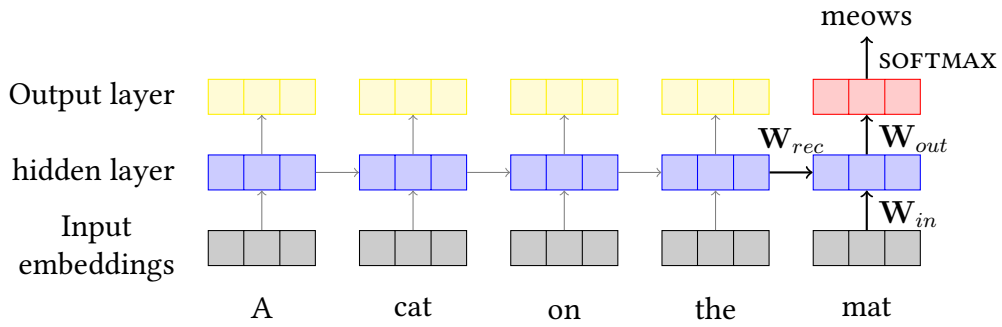 meows
SOFTMAX
Output layer
W_rec
W_out
hidden layer
W_in
Input
embeddings
A cat on the mat